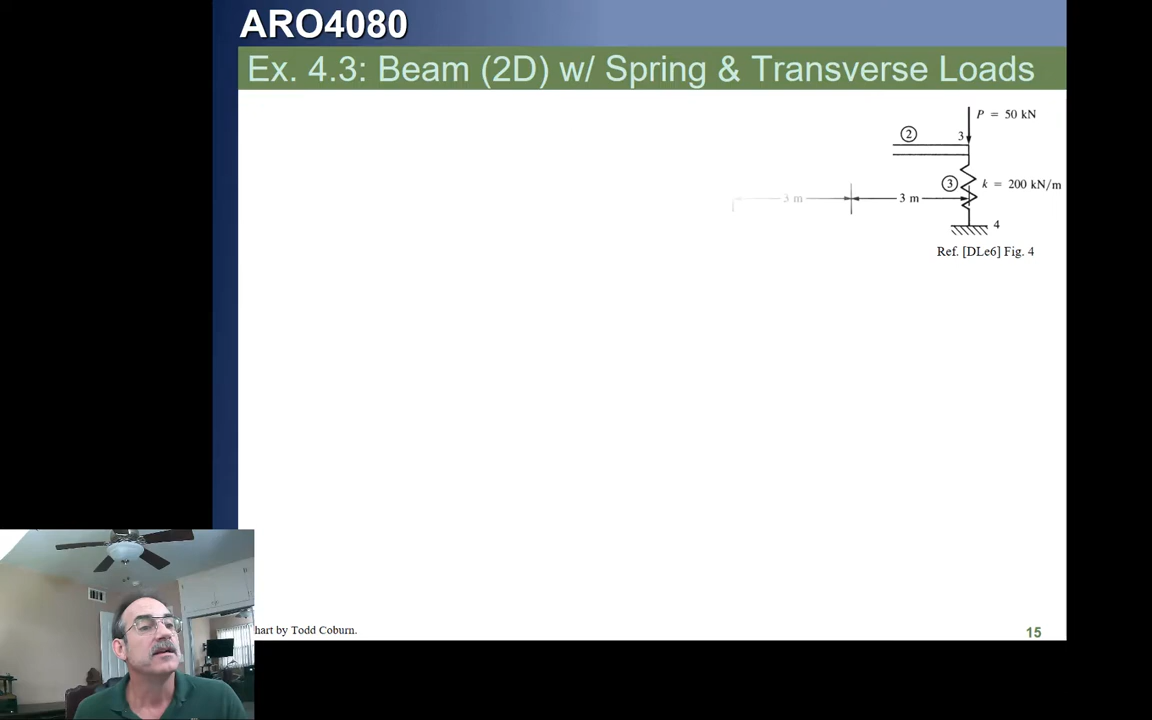 ARO4080
Ex. 4.3: Beam (2D) w/ Spring & Transverse Loads
P = 50 kN
2
3
3
k = 200 kN/m
3 m
3 m
4
Ref. [DLe6] Fig. 4
hart by Todd Coburn.
15